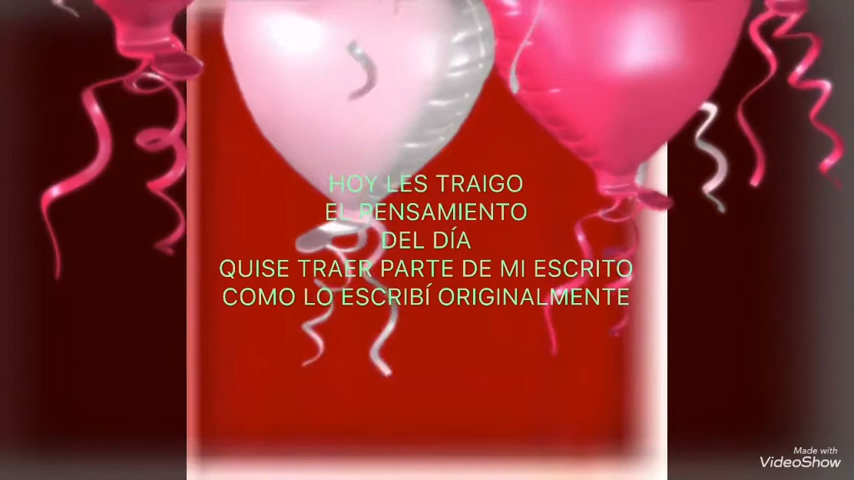 HOY LES TRAIGO
EL PENSAMIENTO
DEL DÍA
QUISE TRAER PARTE DE MI ESCRITO
COMO LO ESCRIBÍ ORIGINALMENTE
Made with
VideoShow